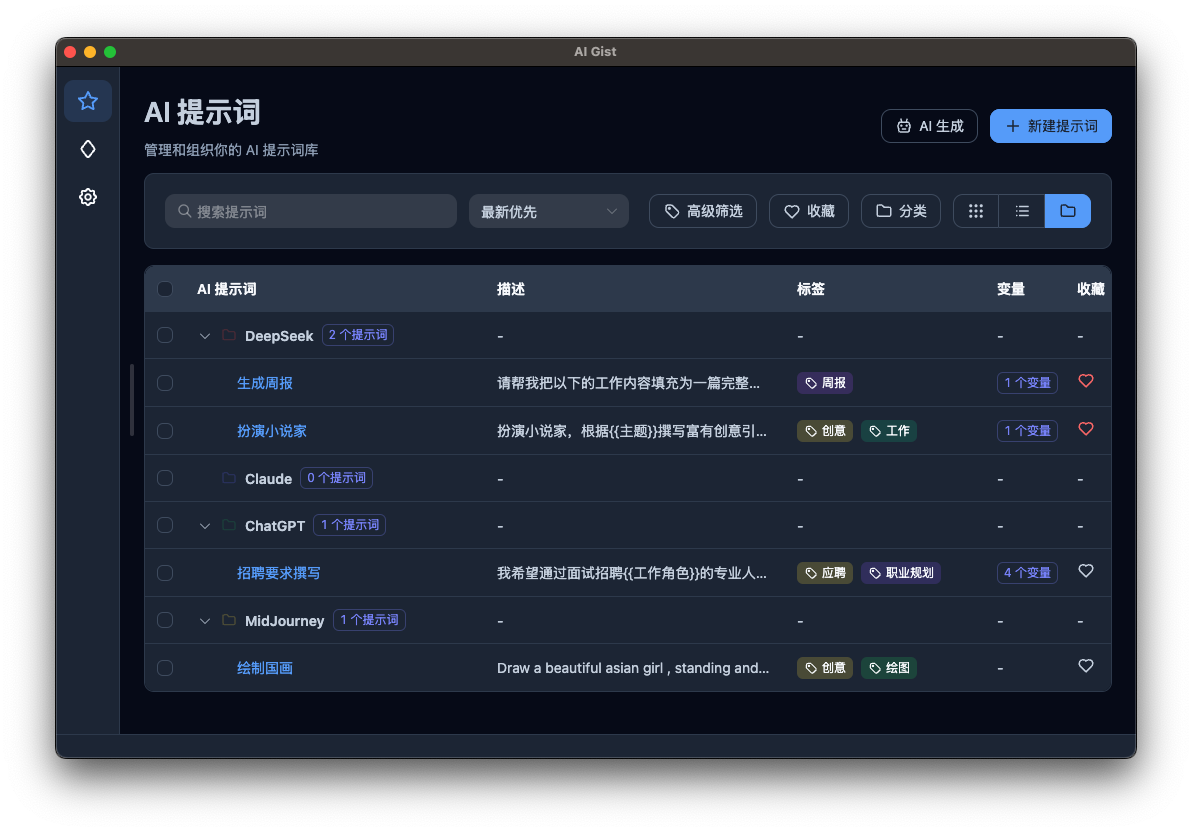 AI Gist
AI 提示词
管理和组织你的 AI 提示词库
AI 生成
新建提示词
搜索提示词
最新优先
高级筛选
收藏
分类
AI 提示词 描述 标签 变量 收藏
DeepSeek 2 个提示词 - - - -
生成周报 请帮我把以下的工作内容填充为一篇完整... 周报 1 个变量
扮演小说家 扮演小说家，根据{{主题}}撰写富有创意引... 创意 工作 1 个变量
Claude 0 个提示词 - - - -
ChatGPT 1 个提示词 - - - -
招聘要求撰写 我希望通过面试招聘{{工作角色}}的专业人... 应聘 职业规划 4 个变量
MidJourney 1 个提示词 - - - -
绘制国画 Draw a beautiful asian girl , standing and... 创意 绘图 -